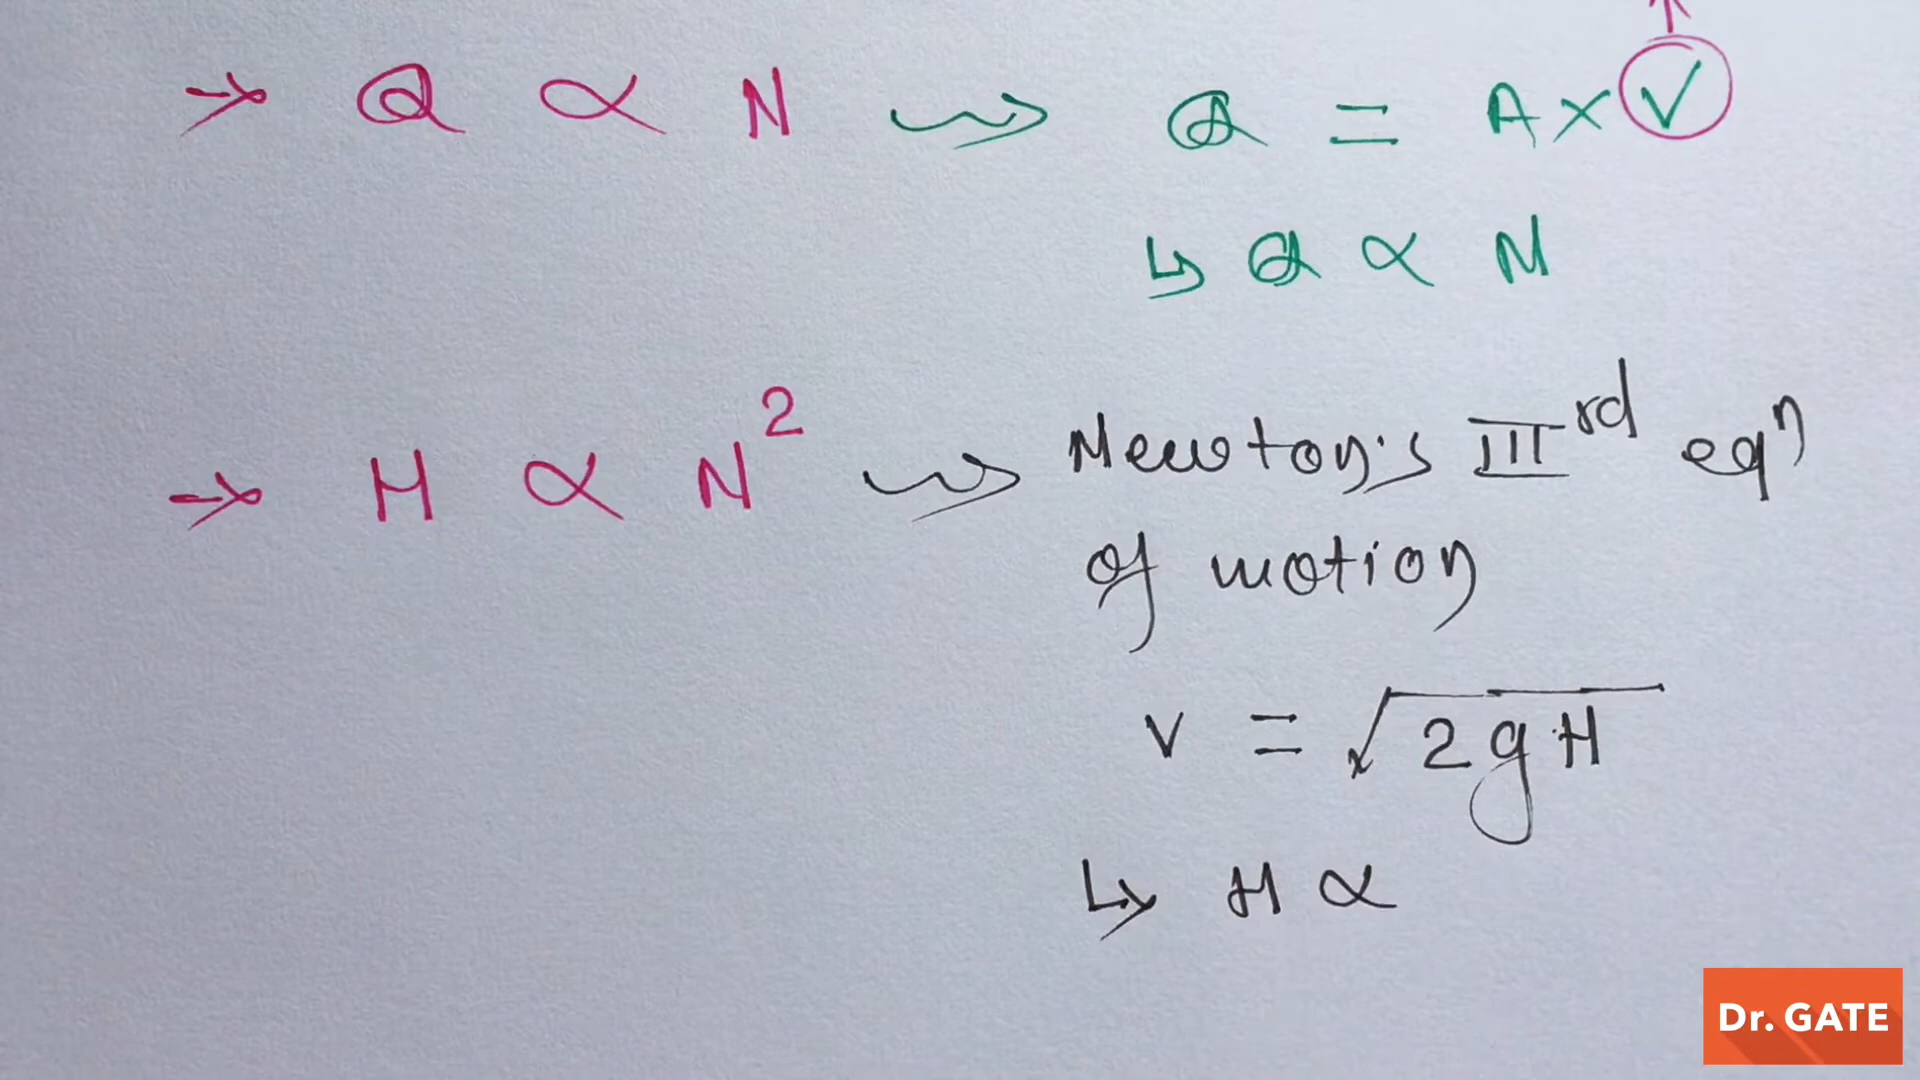 → Q ∝ N ⇝ Q = A × V
↳ Q ∝ N
→ H ∝ N² ⇝ Newton's IIIrd eqⁿ
of motion
v = √2gH
↳ H ∝
Dr. GATE